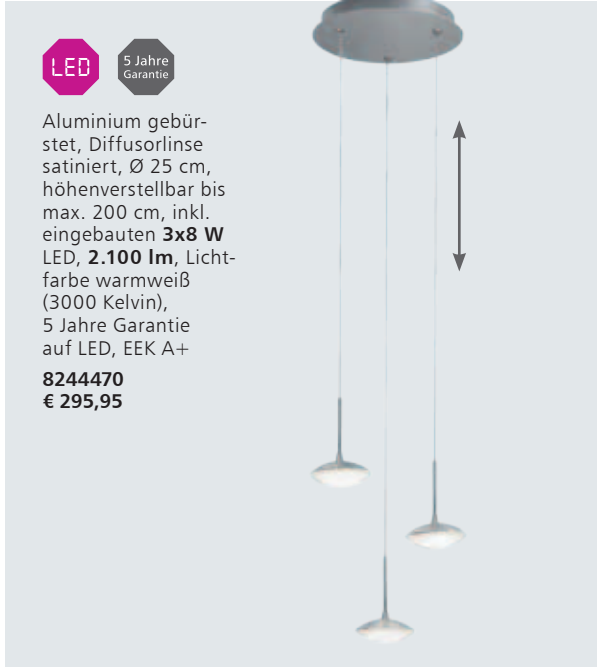 LED
5 Jahre
Garantie
Aluminium gebür-
stet, Diffusorlinse
satiniert, Ø 25 cm,
höhenverstellbar bis
max. 200 cm, inkl.
eingebauten 3x8 W
LED, 2.100 lm, Licht-
farbe warmweiß
(3000 Kelvin),
5 Jahre Garantie
auf LED, EEK A+
8244470
€ 295,95